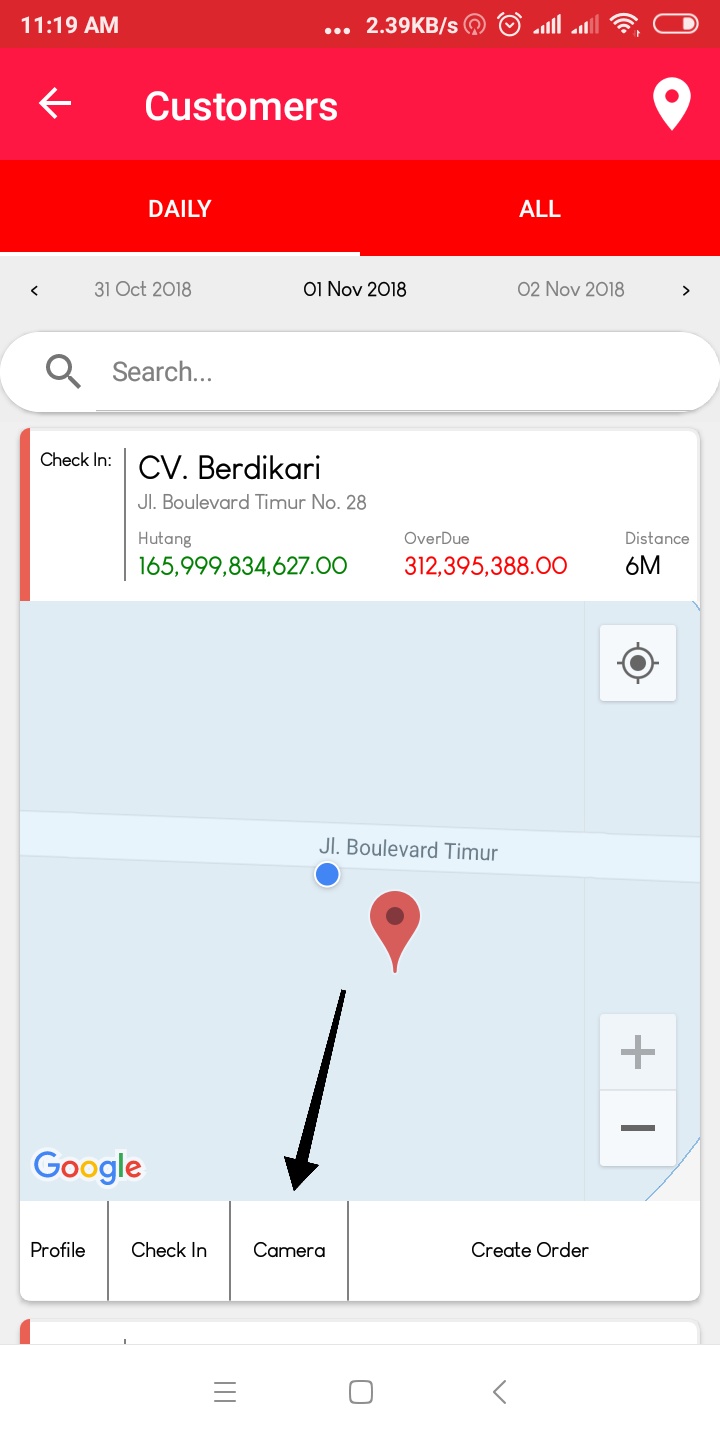 11:19 AM ... 2.39KB/s
Customers
DAILY ALL
< 31 Oct 2018 01 Nov 2018 02 Nov 2018 >
Search...
Check In: CV. Berdikari
Jl. Boulevard Timur No. 28
Hutang OverDue Distance
165,999,834,627.00 312,395,388.00 6M
Jl. Boulevard Timur
Google
Profile Check In Camera Create Order